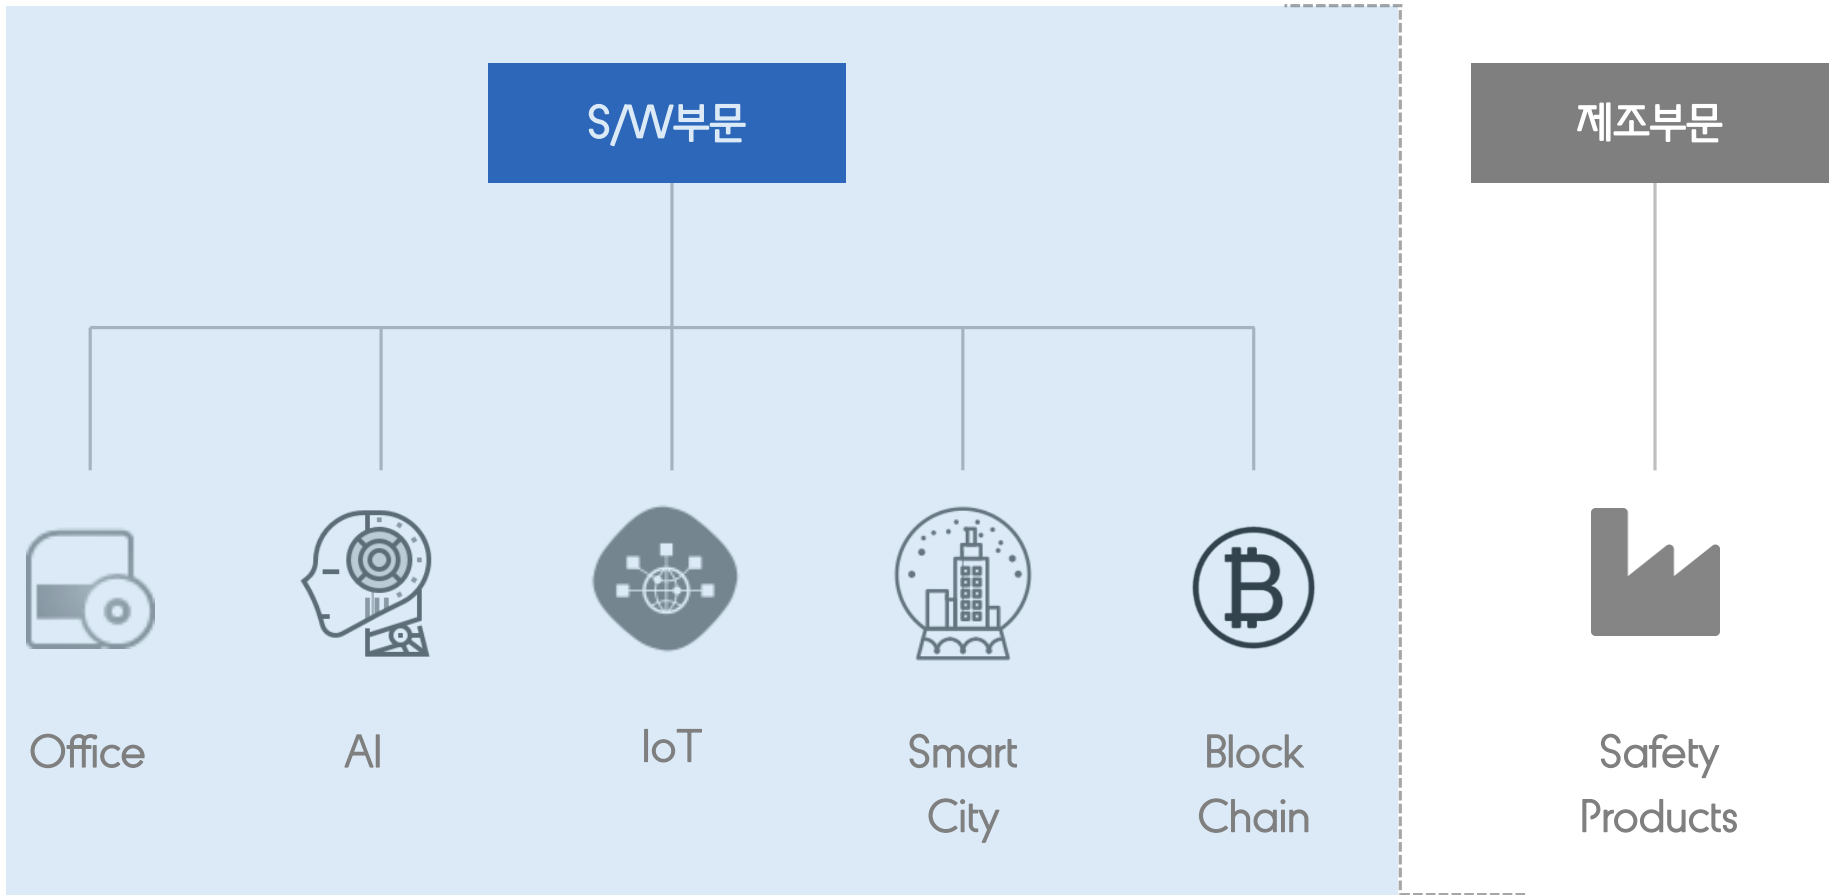 S/W부문
제조부문
Office
AI
IoT
Smart
City
Block
Chain
Safety
Products